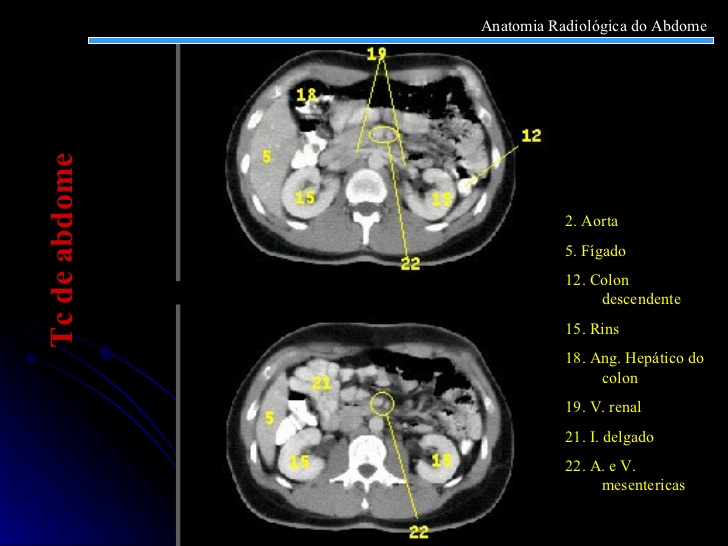 Anatomia Radiológica do Abdome
Tc de abdome
19
18
12
5
15
15
22
21
5
15
15
22
2. Aorta
5. Fígado
12. Colon
descendente
15. Rins
18. Ang. Hepático do
colon
19. V. renal
21. I. delgado
22. A. e V.
mesentericas